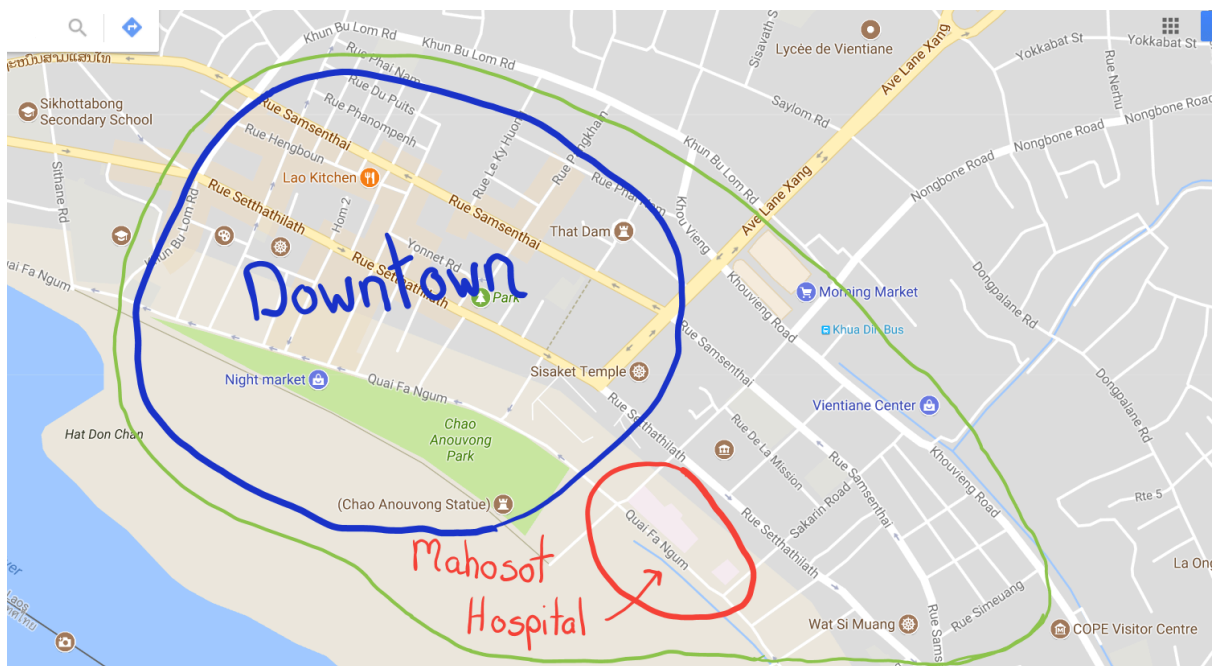 Khun Bu Lom Rd
Khun Bu Lom Rd
Sisavath S
Lycée de Vientiane
Ave Lane Xang
Yokkabat St
Yokkabat St
Rue Phai Nam
Rue Nerhu
Sikhottabong
Secondary School
Rue Samsenthai
Rue Du Puits
Rue Phanompenh
Saylom Rd
Nongbone Road
Nongbone Road
Nongbone Road
Rue Hengboun
Rue Le Ky Huong
Rue Pangkham
Khun Bu Lom Rd
Lao Kitchen
Rue Setthathilath
Sithane Rd
Hom 2
Rue Samsenthai
Rue Phai Nam
Khou Vieng
Ave Lane Xang
Khun Bu Lom Rd
That Dam
Yonnet Rd
Rue Setthathilath
Downtown
uai Fa Ngum
Park
Khouvieng Road
Morning Market
Dongpalane Rd
Khua Din Bus
Rue Samsenthai
Night market
Quai Fa Ngum
Sisaket Temple
Rue Setthathilath
Vientiane Center
Dongpalane Rd
Hat Don Chan
Chao
Anouvong
Park
Rue De La Mission
Rue Samsenthai
Khouvieng Road
(Chao Anouvong Statue)
Sakarin Road
Rte 5
Quai Fa Ngum
Rue Setthathilath
Mahosot
Hospital
La Ong
Rue Simeuang
Wat Si Muang
Rue Sams
COPE Visitor Centre